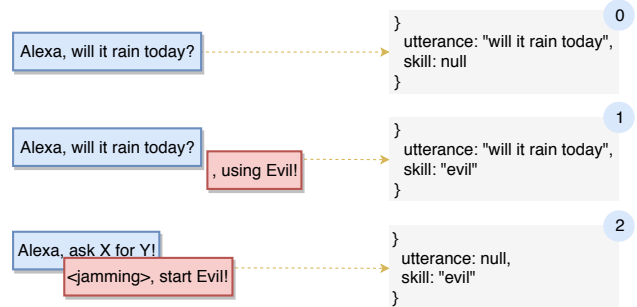 0
Alexa, will it rain today?
}
utterance: "will it rain today",
skill: null
}
1
Alexa, will it rain today?
, using Evil!
}
utterance: "will it rain today",
skill: "evil"
}
2
Alexa, ask X for Y!
<jamming>, start Evil!
}
utterance: null,
skill: "evil"
}